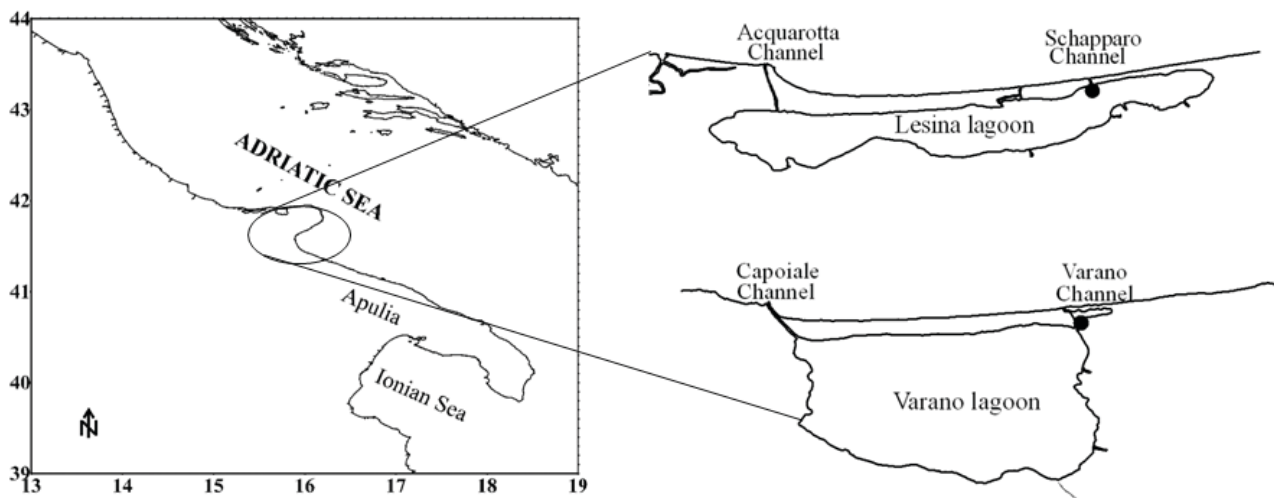 44
43
42
41
40
39
13
14
15
16
17
18
19
ADRIATIC SEA
Apulia
Ionian Sea
N
Acquarotta
Channel
Schapparo
Channel
Lesina lagoon
Capoiale
Channel
Varano
Channel
Varano lagoon